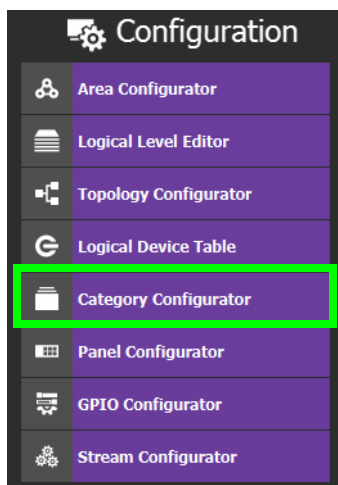 Configuration
Area Configurator
Logical Level Editor
Topology Configurator
Logical Device Table
Category Configurator
Panel Configurator
GPIO Configurator
Stream Configurator